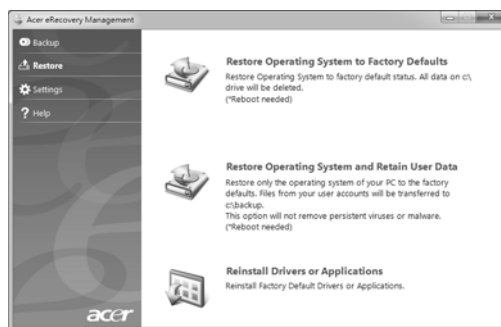 Acer eRecovery Management
Backup
Restore
Settings
? Help
Restore Operating System to Factory Defaults
Restore Operating System to factory default status. All data on c:\
drive will be deleted.
(*Reboot needed)
Restore Operating System and Retain User Data
Restore only the operating system of your PC to the factory
defaults. Files from your user accounts will be transferred to
c:\backup.
This option will not remove persistent viruses or malware.
(*Reboot needed)
Reinstall Drivers or Applications
Reinstall Factory Default Drivers or Applications.
acer